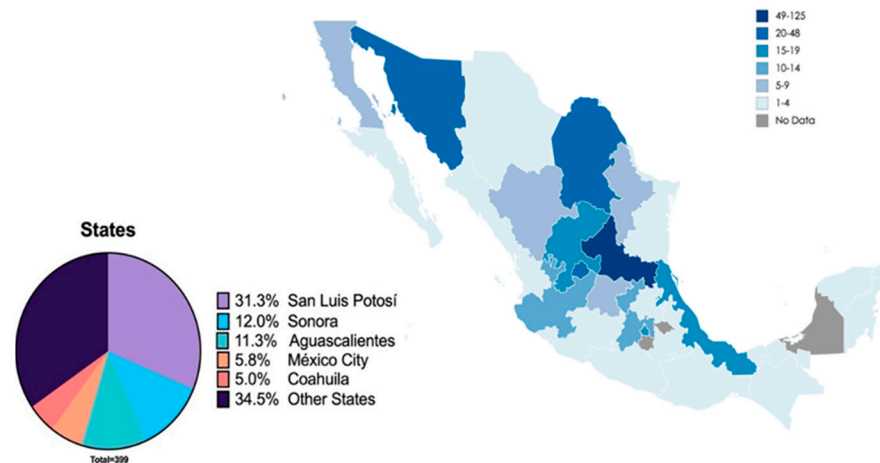 49-125
20-48
15-19
10-14
5-9
1-4
No Data
States
31.3% San Luis Potosí
12.0% Sonora
11.3% Aguascalientes
5.8% México City
5.0% Coahuila
34.5% Other States
Total=399